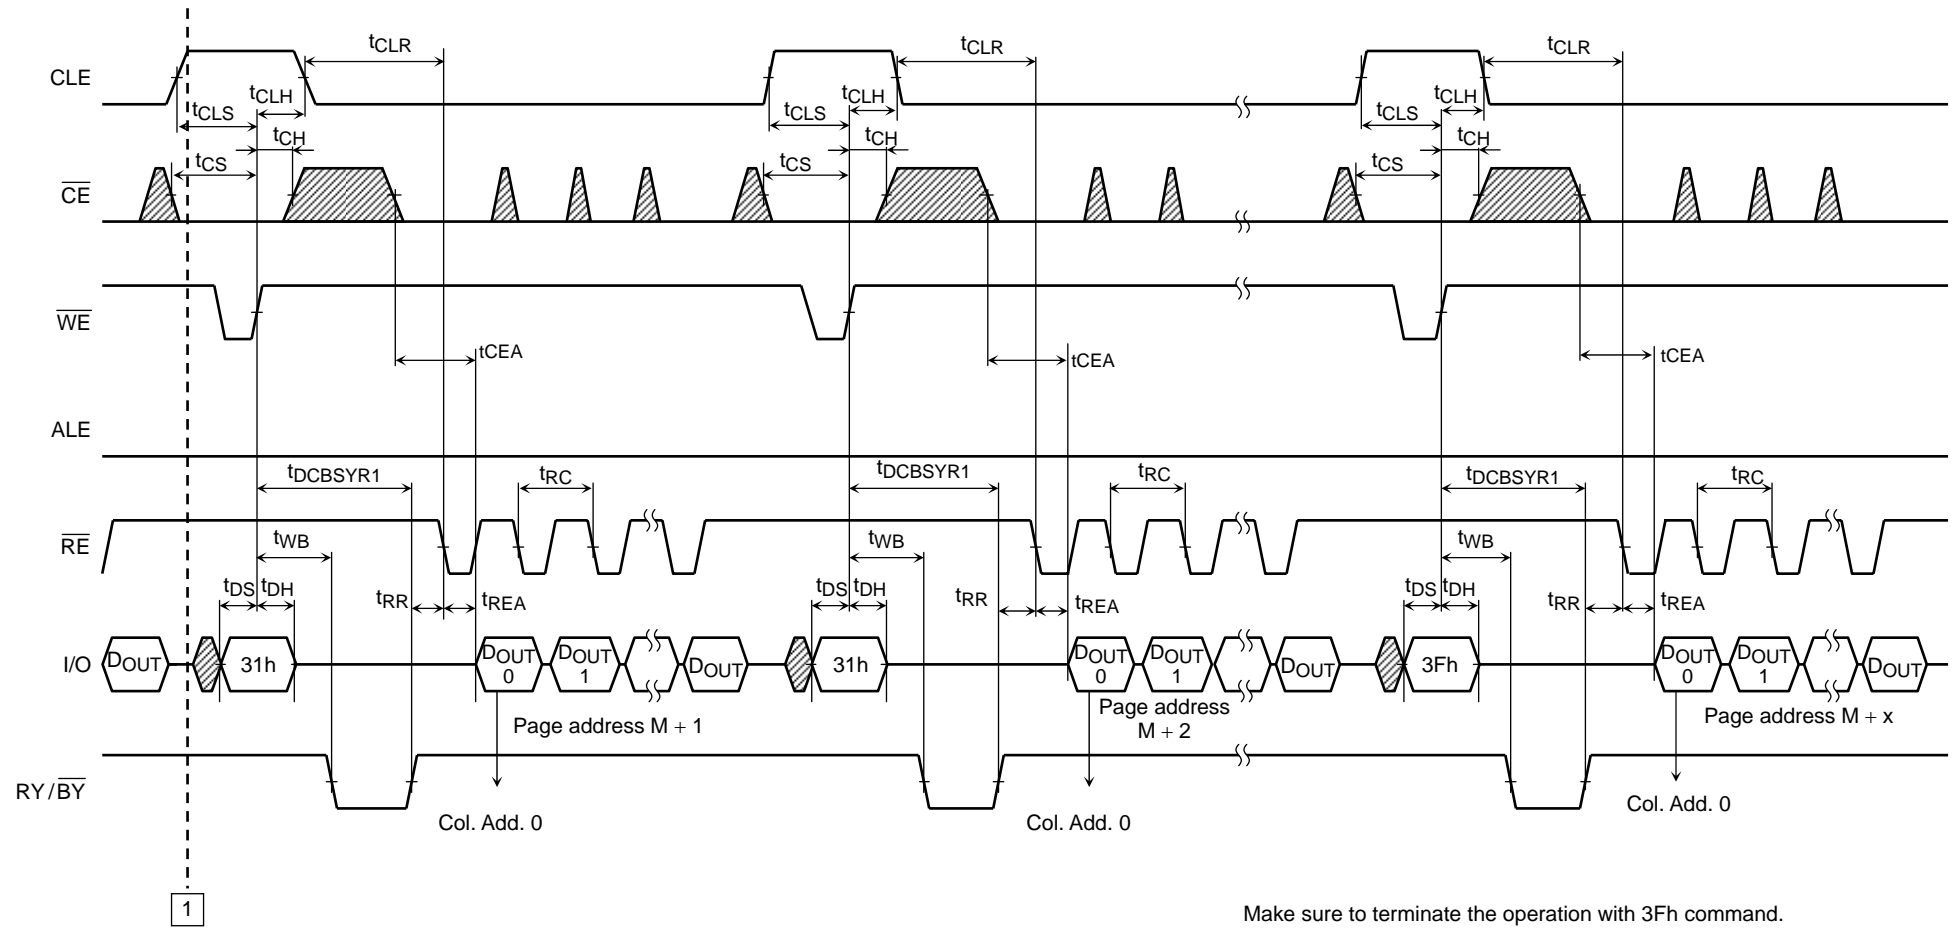 tCLR tCLR tCLR
CLE
tCLH tCLH tCLH
tCLS tCLS tCLS
tCH tCH tCH
tCS tCS tCS
CE
WE
tCEA tCEA tCEA
ALE
tDCBSYR1 tDCBSYR1 tDCBSYR1
tRC tRC tRC
RE
tWB tWB tWB
tDS tDH tDS tDH tDS tDH
tRR tREA tRR tREA tRR tREA
I/O DOUT 31h DOUT 0 DOUT 1 DOUT 31h DOUT 0 DOUT 1 DOUT 3Fh DOUT 0 DOUT 1 DOUT
Page address M + 1
Page address
M + 2
Page address M + x
RY/BY
Col. Add. 0 Col. Add. 0 Col. Add. 0
1
Make sure to terminate the operation with 3Fh command.